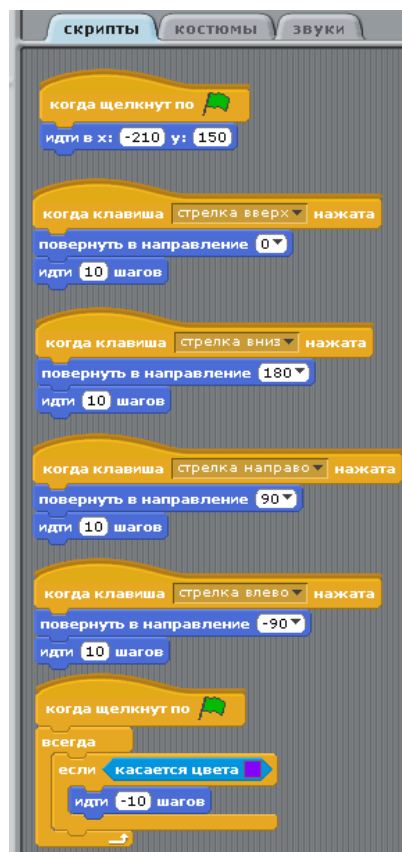 скрипты костюмы звуки
когда щелкнут по
идти в x: -210 y: 150
когда клавиша стрелка вверх нажата
повернуть в направление 0
идти 10 шагов
когда клавиша стрелка вниз нажата
повернуть в направление 180
идти 10 шагов
когда клавиша стрелка направо нажата
повернуть в направление 90
идти 10 шагов
когда клавиша стрелка влево нажата
повернуть в направление -90
идти 10 шагов
когда щелкнут по
всегда
если касается цвета
идти -10 шагов